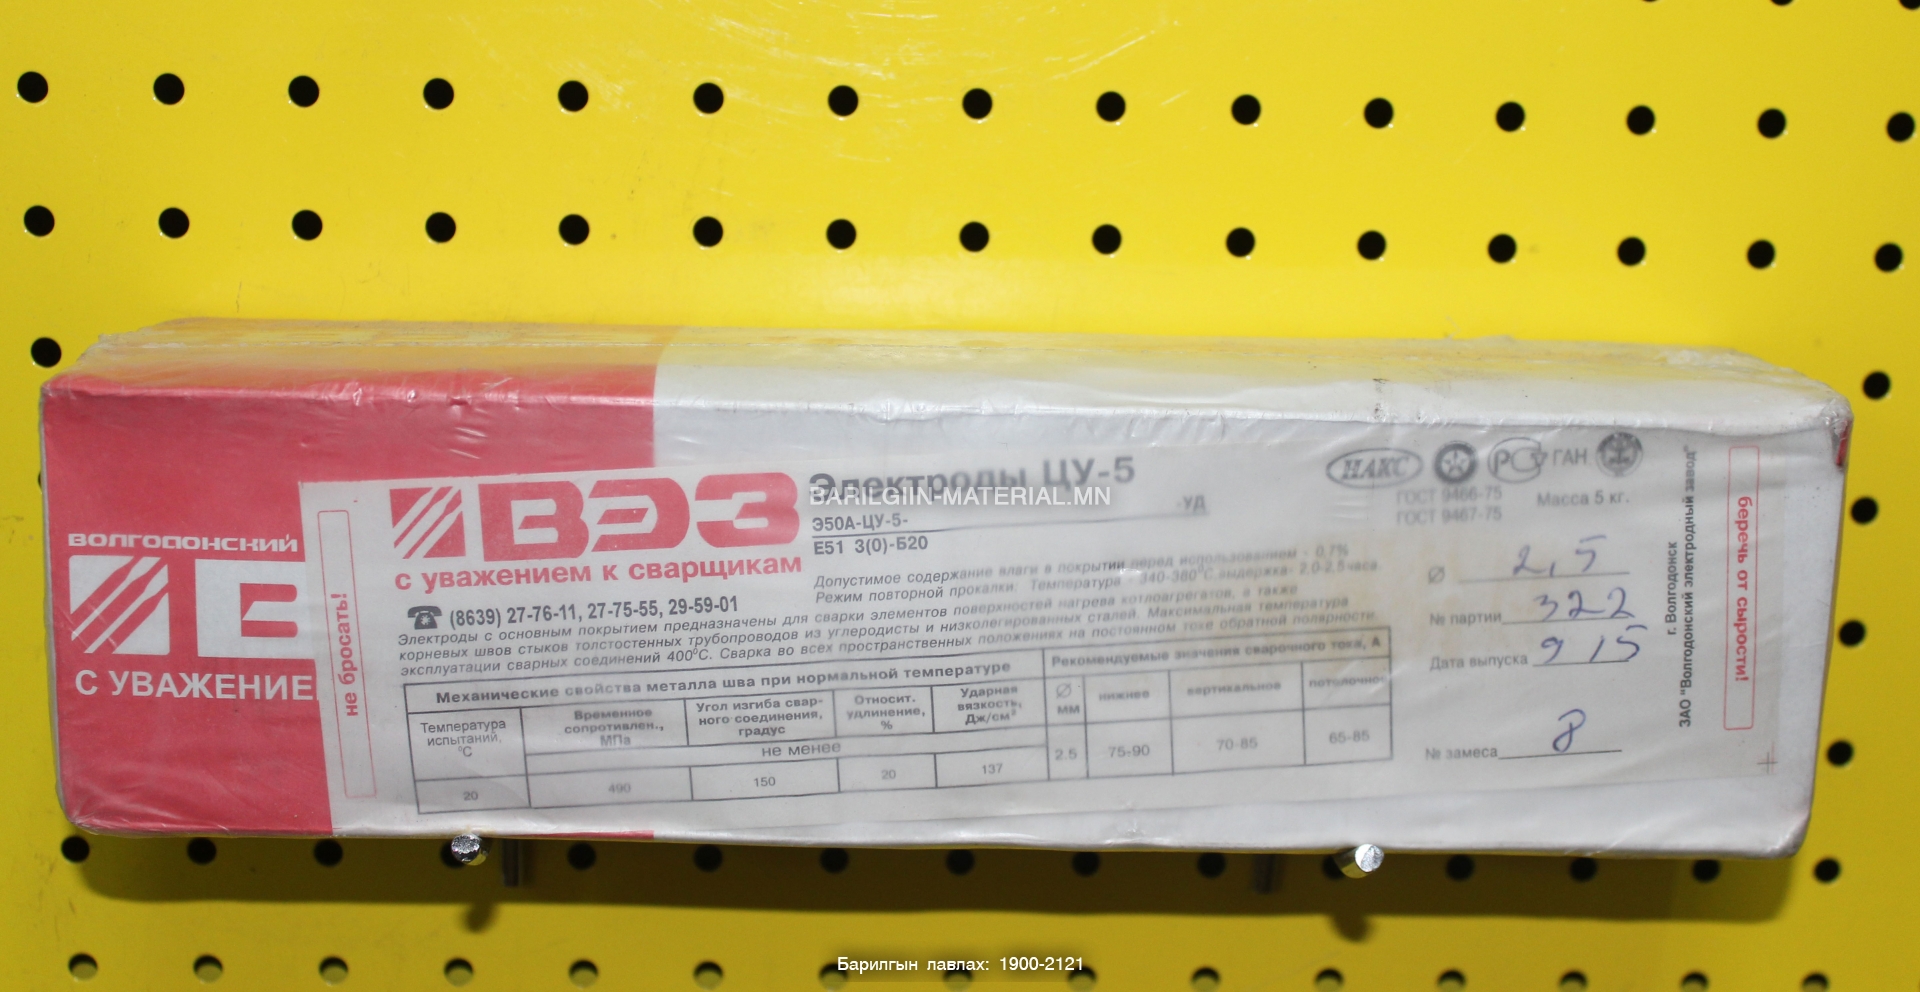 ВОЛГОДОНСКИЙ
В
С УВАЖЕНИЕ
не бросать!
ВЭЗ
с уважением к сварщикам
(8639) 27-76-11, 27-75-55, 29-59-01
Электроды ЦУ-5
BARILGIIN-MATERIAL.MN
Э50А-ЦУ-5- -УД
Е51 3(0)-Б20
Допустимое содержание влаги в покрытии перед использованием - 0,7%
Режим повторной прокалки: Температура - 340-380°С, выдержка- 2,0-2,5 часа.
Электроды с основным покрытием предназначены для сварки элементов поверхностей нагрева котлоагрегатов, а также
корневых швов стыков толстостенных трубопроводов из углеродисты и низколегированных сталей. Максимальная температура
эксплуатации сварных соединений 400°С. Сварка во всех пространственных положениях на постоянном токе обратной полярности.
Механические свойства металла шва при нормальной температуре
Рекомендуемые значения сварочного тока, А
Температура испытаний, °С
Временное сопротивлен., МПа
Угол изгиба сварного соединения, градус
Относит. удлинение, %
Ударная вязкость, Дж/см²
Ø мм
нижнее
вертикальное
потолочное
не менее
20 490 150 20 137
2.5 75-90 70-85 65-85
НАКС
РСТ
ГАН
ГОСТ 9466-75
ГОСТ 9467-75
Масса 5 кг.
Ø 2,5
№ партии 322
Дата выпуска 9 15
№ замеса 8
г. Волгодонск
ЗАО "Волгодонский электродный завод"
беречь от сырости!
Барилгын лавлах: 1900-2121